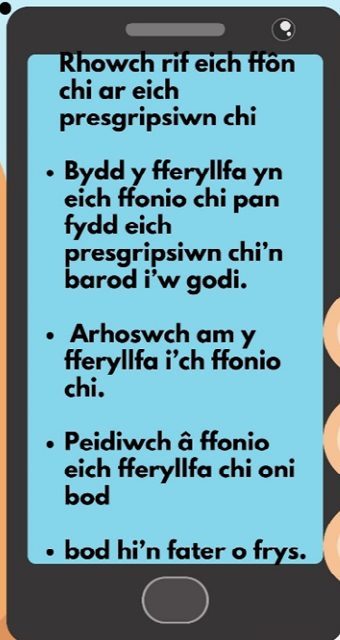 Rhowch rif eich ffôn
chi ar eich
presgripsiwn chi
• Bydd y fferyllfa yn
eich ffonio chi pan
fydd eich
presgripsiwn chi'n
barod i'w godi.
• Arhoswch am y
fferyllfa i'ch ffonio
chi.
• Peidiwch â ffonio
eich fferyllfa chi oni
bod
• bod hi'n fater o frys.